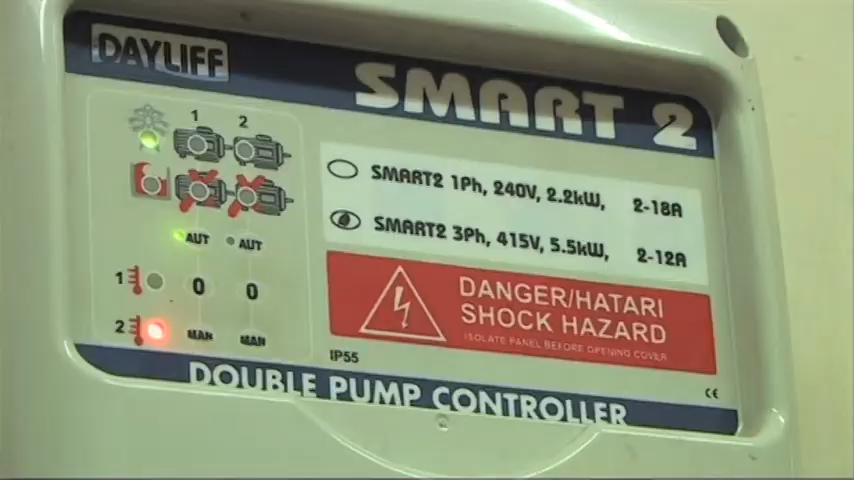 DAYLIFF
SMART 2
1 2
SMART2 1Ph, 240V, 2.2kW, 2-18A
SMART2 3Ph, 415V, 5.5kW, 2-12A
AUT AUT
1 0 0
2 MAN MAN
DANGER/HATARI
SHOCK HAZARD
ISOLATE PANEL BEFORE OPENING COVER
IP55
CE
DOUBLE PUMP CONTROLLER